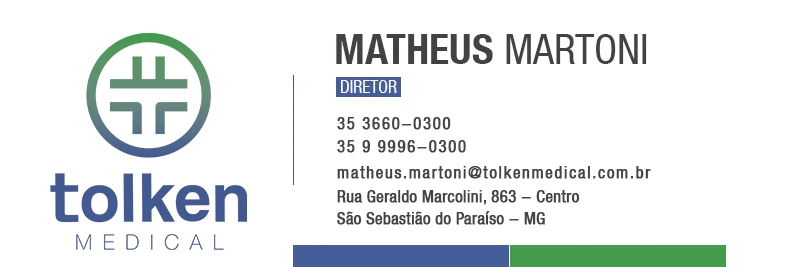 tolken
MEDICAL
MATHEUS MARTONI
DIRETOR
35 3660–0300
35 9 9996–0300
matheus.martoni@tolkenmedical.com.br
Rua Geraldo Marcolini, 863 – Centro
São Sebastião do Paraíso – MG